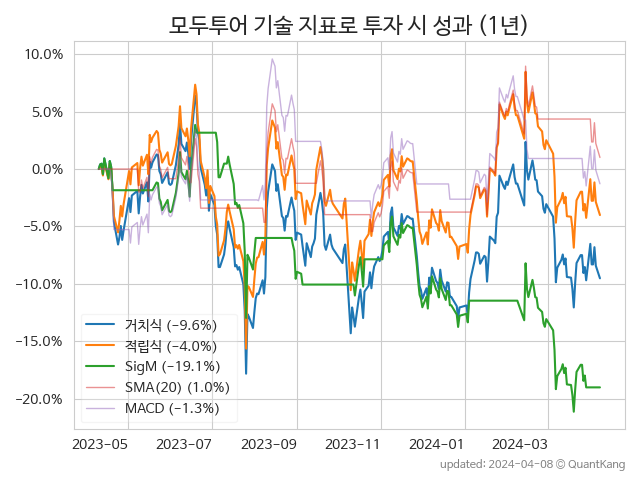 모두투어 기술 지표로 투자 시 성과 (1년)
10.0%
5.0%
0.0%
−5.0%
−10.0%
−15.0%
−20.0%
거치식 (−9.6%)
적립식 (−4.0%)
SigM (−19.1%)
SMA(20) (1.0%)
MACD (−1.3%)
2023-05 2023-07 2023-09 2023-11 2024-01 2024-03
updated: 2024-04-08 © QuantKang